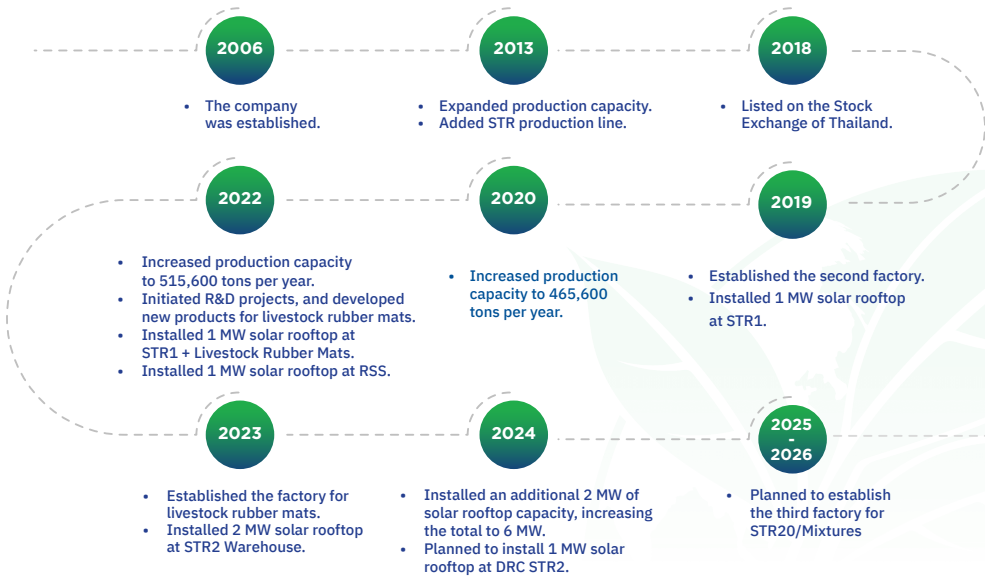 2006
• The company
was established.
2013
• Expanded production capacity.
• Added STR production line.
2018
• Listed on the Stock
Exchange of Thailand.
2019
• Established the second factory.
• Installed 1 MW solar rooftop
at STR1.
2020
• Increased production
capacity to 465,600
tons per year.
2022
• Increased production capacity
to 515,600 tons per year.
• Initiated R&D projects, and developed
new products for livestock rubber mats.
• Installed 1 MW solar rooftop at
STR1 + Livestock Rubber Mats.
• Installed 1 MW solar rooftop at RSS.
2023
• Established the factory for
livestock rubber mats.
• Installed 2 MW solar rooftop
at STR2 Warehouse.
2024
• Installed an additional 2 MW of
solar rooftop capacity, increasing
the total to 6 MW.
• Planned to install 1 MW solar
rooftop at DRC STR2.
2025
-
2026
• Planned to establish
the third factory for
STR20/Mixtures